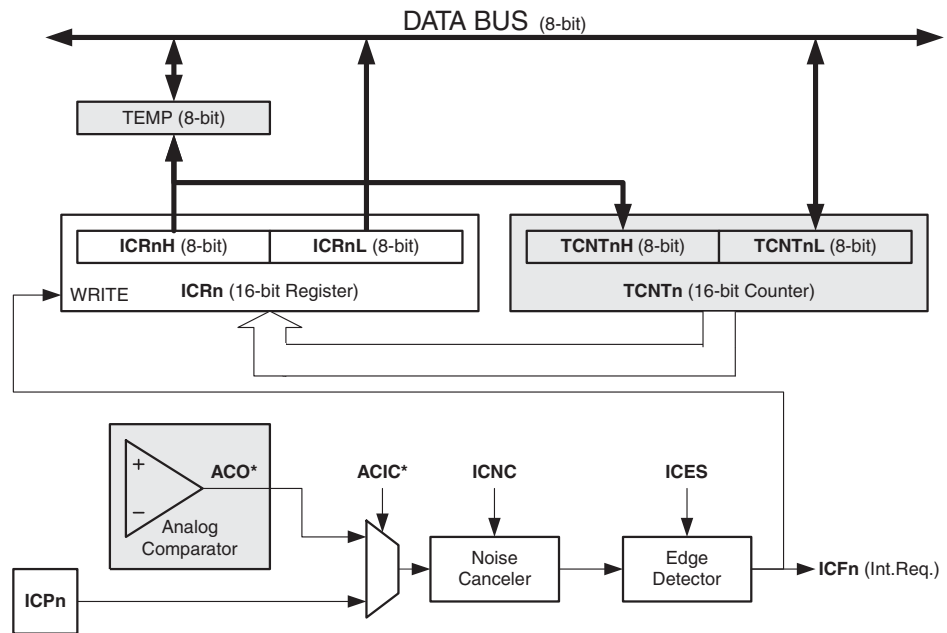 DATA BUS (8-bit)
TEMP (8-bit)
ICRnH (8-bit)
ICRnL (8-bit)
TCNTnH (8-bit)
TCNTnL (8-bit)
WRITE
ICRn (16-bit Register)
TCNTn (16-bit Counter)
+
−
ACO*
Analog
Comparator
ACIC*
ICNC
ICES
Noise
Canceler
Edge
Detector
ICFn (Int.Req.)
ICPn